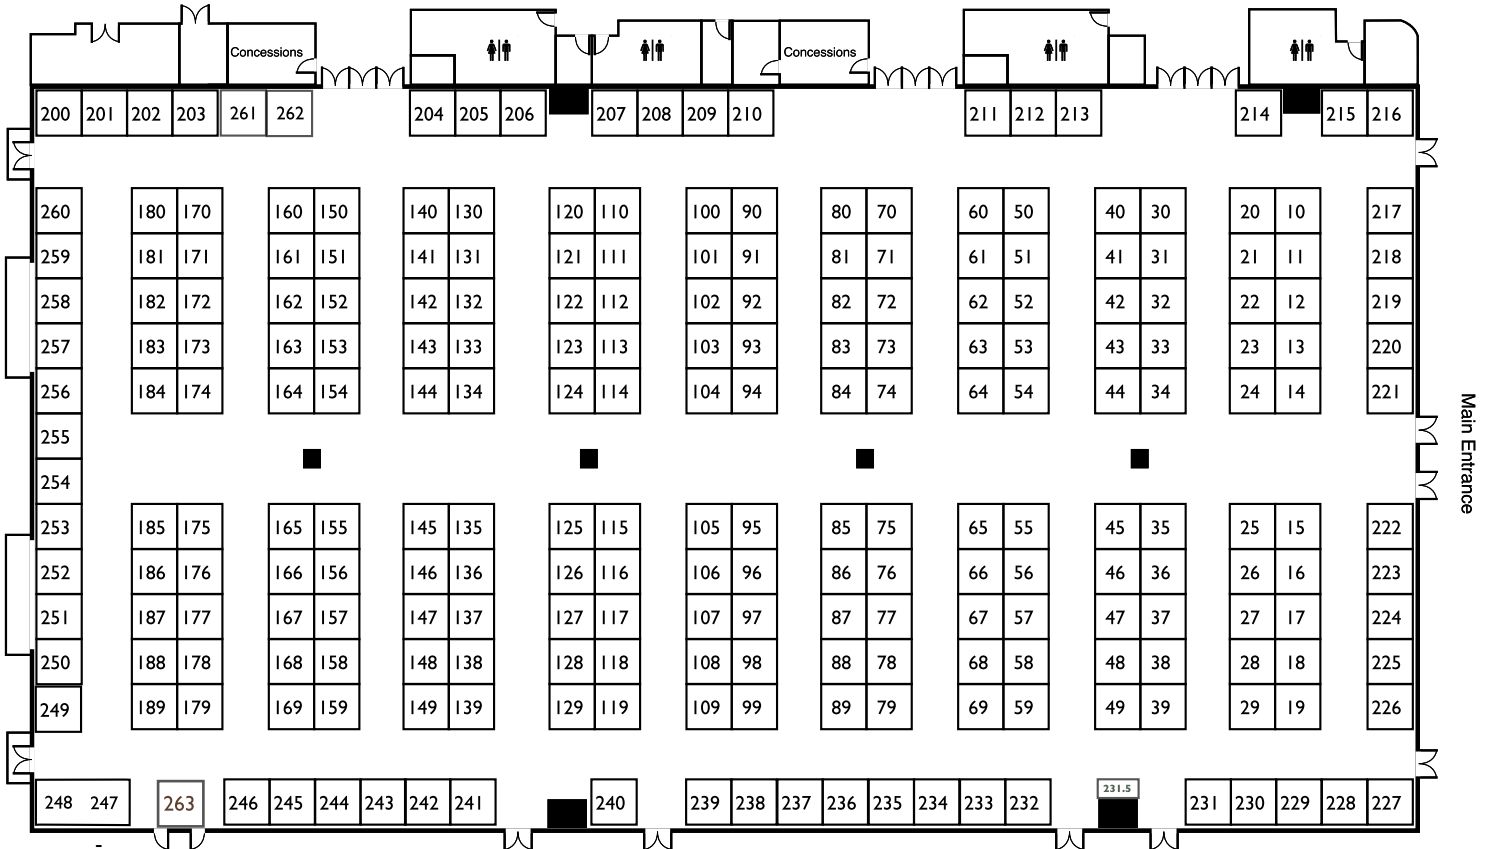 Concessions
Concessions
200 201 202 203 261 262 204 205 206 207 208 209 210 211 212 213 214 215 216
260 180 170 160 150 140 130 120 110 100 90 80 70 60 50 40 30 20 10 217
259 181 171 161 151 141 131 121 111 101 91 81 71 61 51 41 31 21 11 218
258 182 172 162 152 142 132 122 112 102 92 82 72 62 52 42 32 22 12 219
257 183 173 163 153 143 133 123 113 103 93 83 73 63 53 43 33 23 13 220
256 184 174 164 154 144 134 124 114 104 94 84 74 64 54 44 34 24 14 221
255
254
Main Entrance
253 185 175 165 155 145 135 125 115 105 95 85 75 65 55 45 35 25 15 222
252 186 176 166 156 146 136 126 116 106 96 86 76 66 56 46 36 26 16 223
251 187 177 167 157 147 137 127 117 107 97 87 77 67 57 47 37 27 17 224
250 188 178 168 158 148 138 128 118 108 98 88 78 68 58 48 38 28 18 225
249 189 179 169 159 149 139 129 119 109 99 89 79 69 59 49 39 29 19 226
231.5
248 247 263 246 245 244 243 242 241 240 239 238 237 236 235 234 233 232 231 230 229 228 227